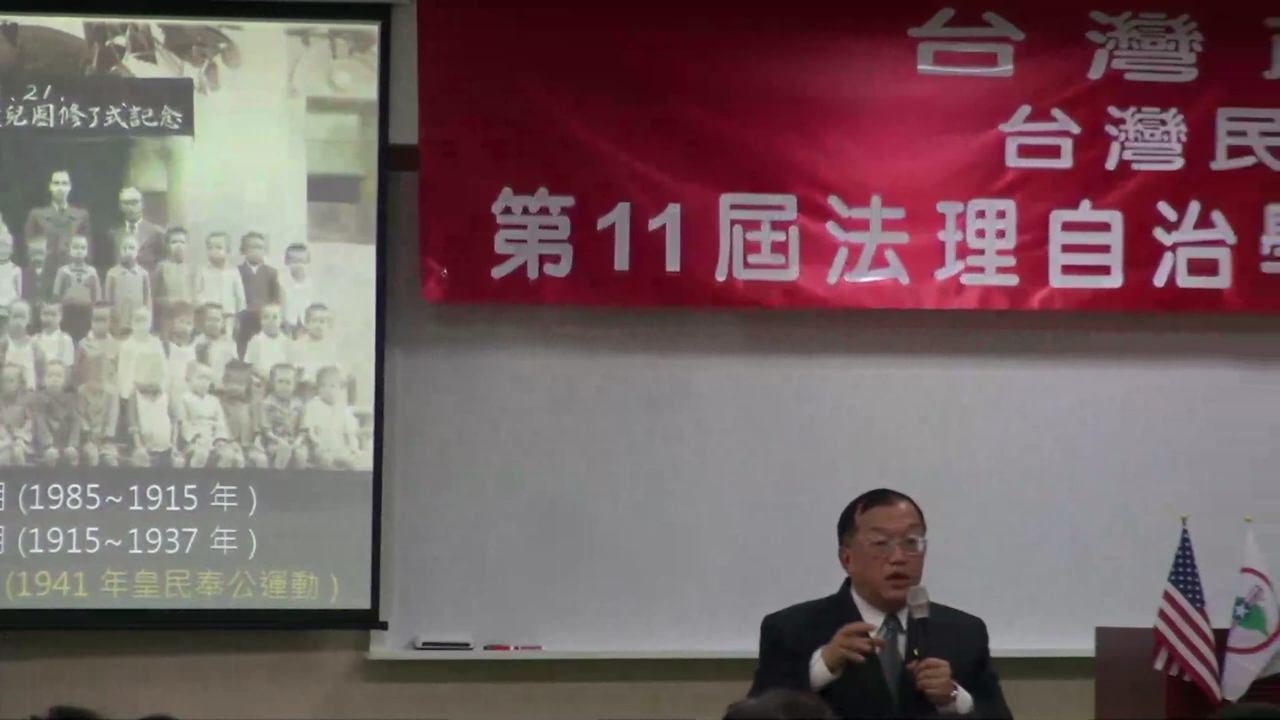 .21.
兒園修了式記念
(1985~1915 年)
(1915~1937 年)
(1941 年皇民奉公運動)
台灣
台灣民
第11屆法理自治